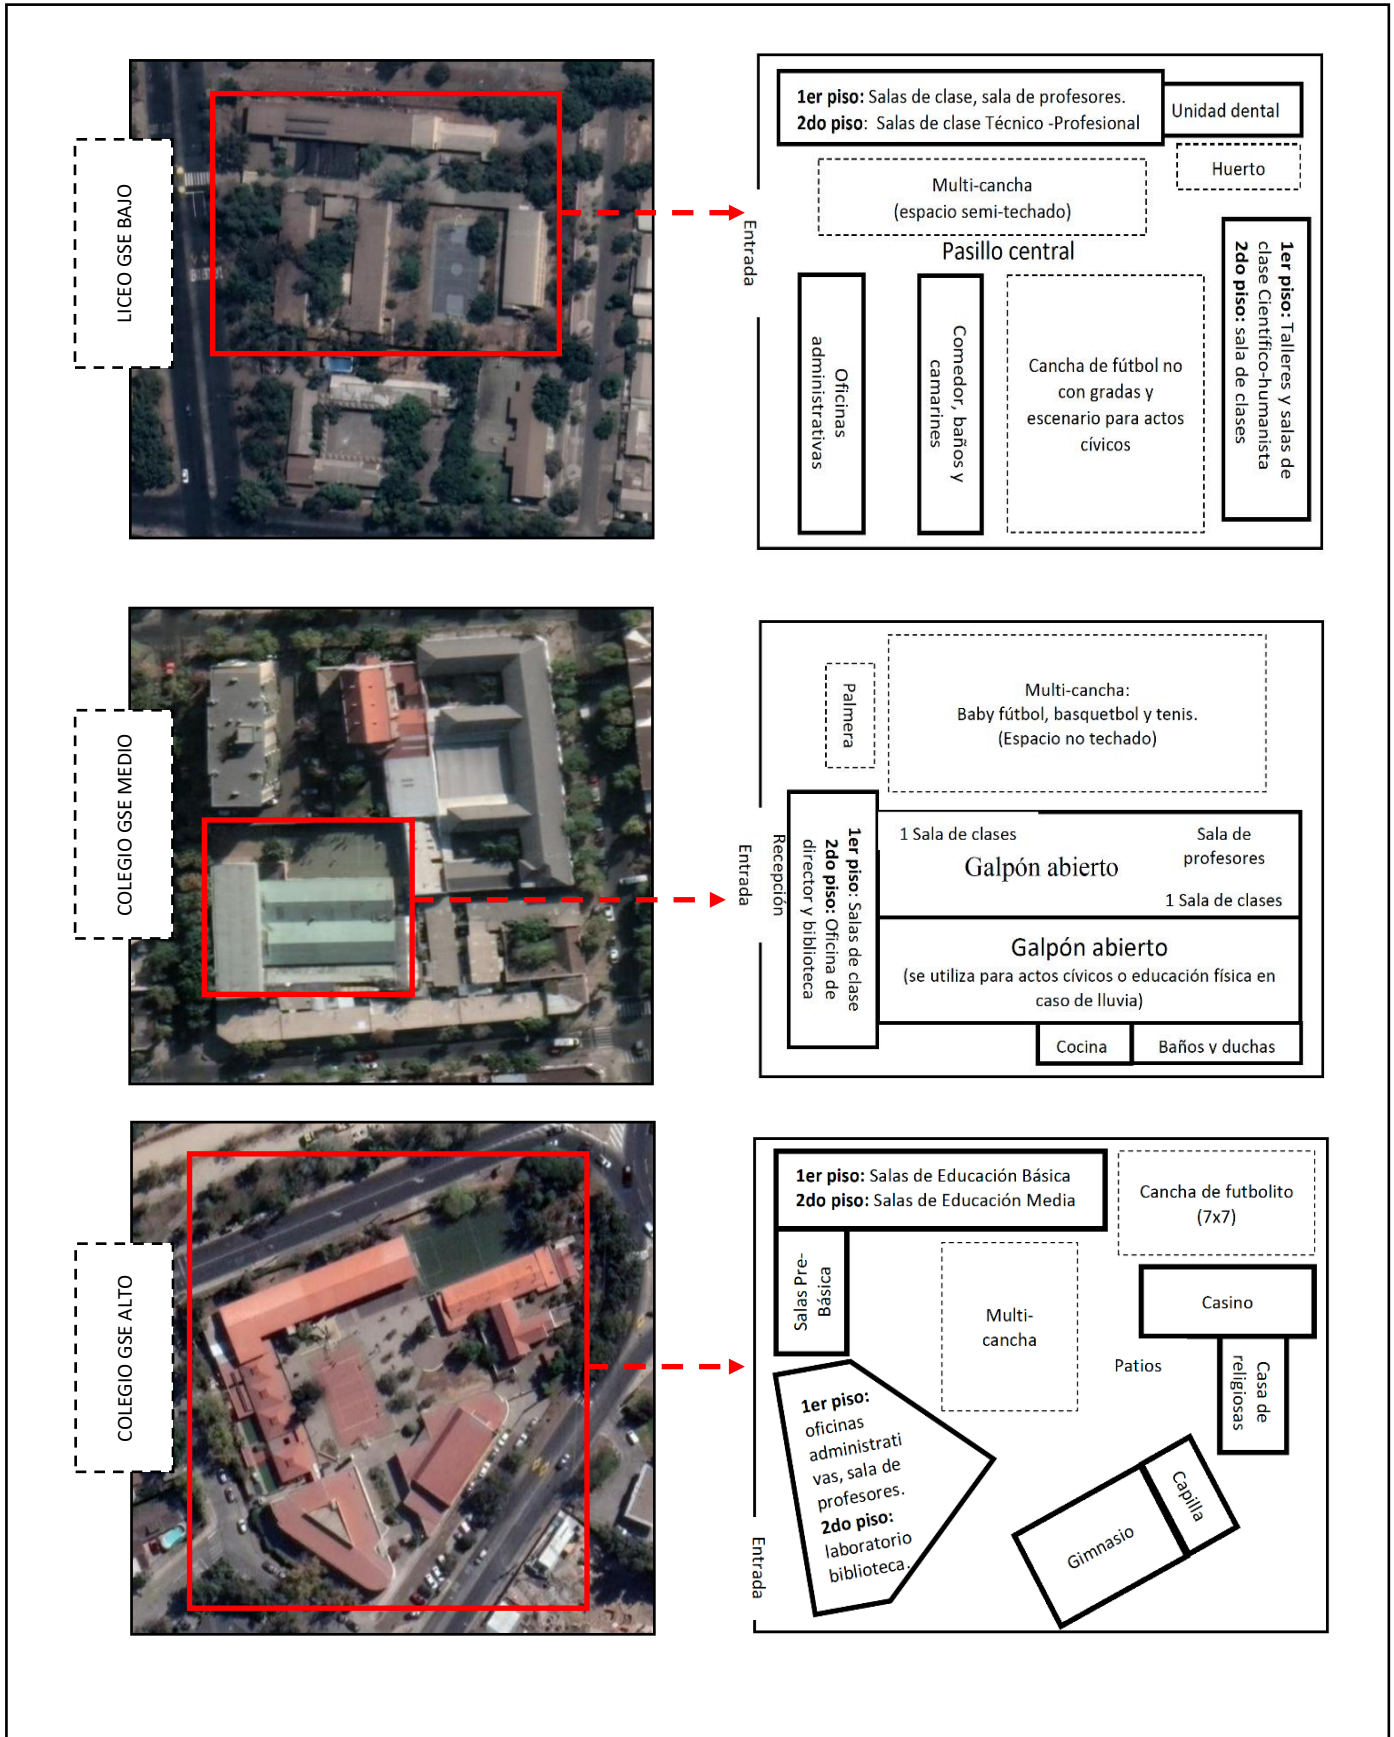 LICEO GSE BAJO
1er piso: Salas de clase, sala de profesores.
2do piso: Salas de clase Técnico -Profesional
Unidad dental
Huerto
Multi-cancha
(espacio semi-techado)
Entrada
Pasillo central
Oficinas
administrativas
Comedor, baños y
camarines
Cancha de fútbol no
con gradas y
escenario para actos
cívicos
1er piso: Talleres y salas de
clase Científico-humanista
2do piso: sala de clases
COLEGIO GSE MEDIO
Palmera
Multi-cancha:
Baby fútbol, basquetbol y tenis.
(Espacio no techado)
Entrada
Recepción
1er piso: Salas de clase
2do piso: Oficina de
director y biblioteca
1 Sala de clases
Sala de
profesores
Galpón abierto
1 Sala de clases
Galpón abierto
(se utiliza para actos cívicos o educación física en
caso de lluvia)
Cocina
Baños y duchas
COLEGIO GSE ALTO
1er piso: Salas de Educación Básica
2do piso: Salas de Educación Media
Cancha de futbolito
(7x7)
Salas Pre-
Básica
Multi-
cancha
Casino
Patios
Casa de
religiosas
1er piso:
oficinas
administrati
vas, sala de
profesores.
2do piso:
laboratorio
biblioteca.
Entrada
Gimnasio
Capilla